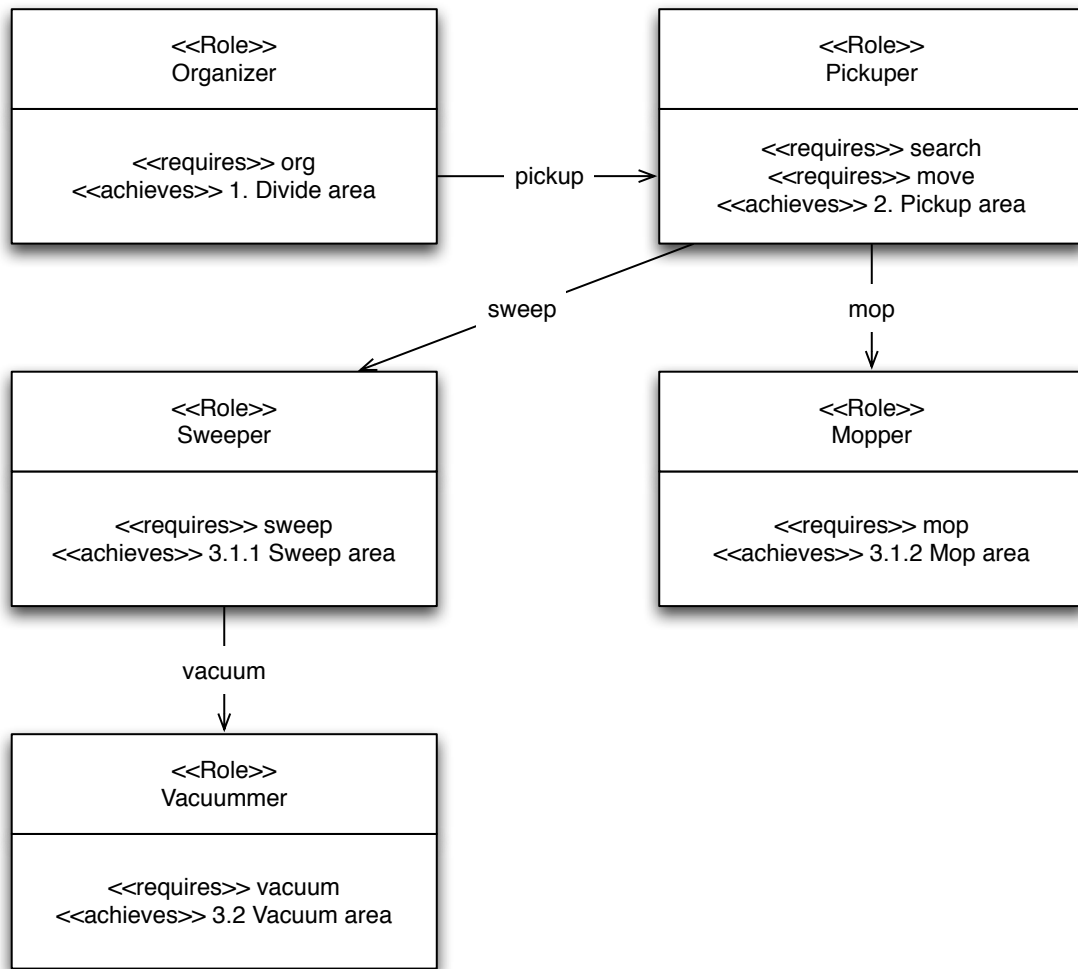 <<Role>>
Organizer
<<requires>> org
<<achieves>> 1. Divide area
pickup
<<Role>>
Pickuper
<<requires>> search
<<requires>> move
<<achieves>> 2. Pickup area
sweep
mop
<<Role>>
Sweeper
<<requires>> sweep
<<achieves>> 3.1.1 Sweep area
<<Role>>
Mopper
<<requires>> mop
<<achieves>> 3.1.2 Mop area
vacuum
<<Role>>
Vacuummer
<<requires>> vacuum
<<achieves>> 3.2 Vacuum area